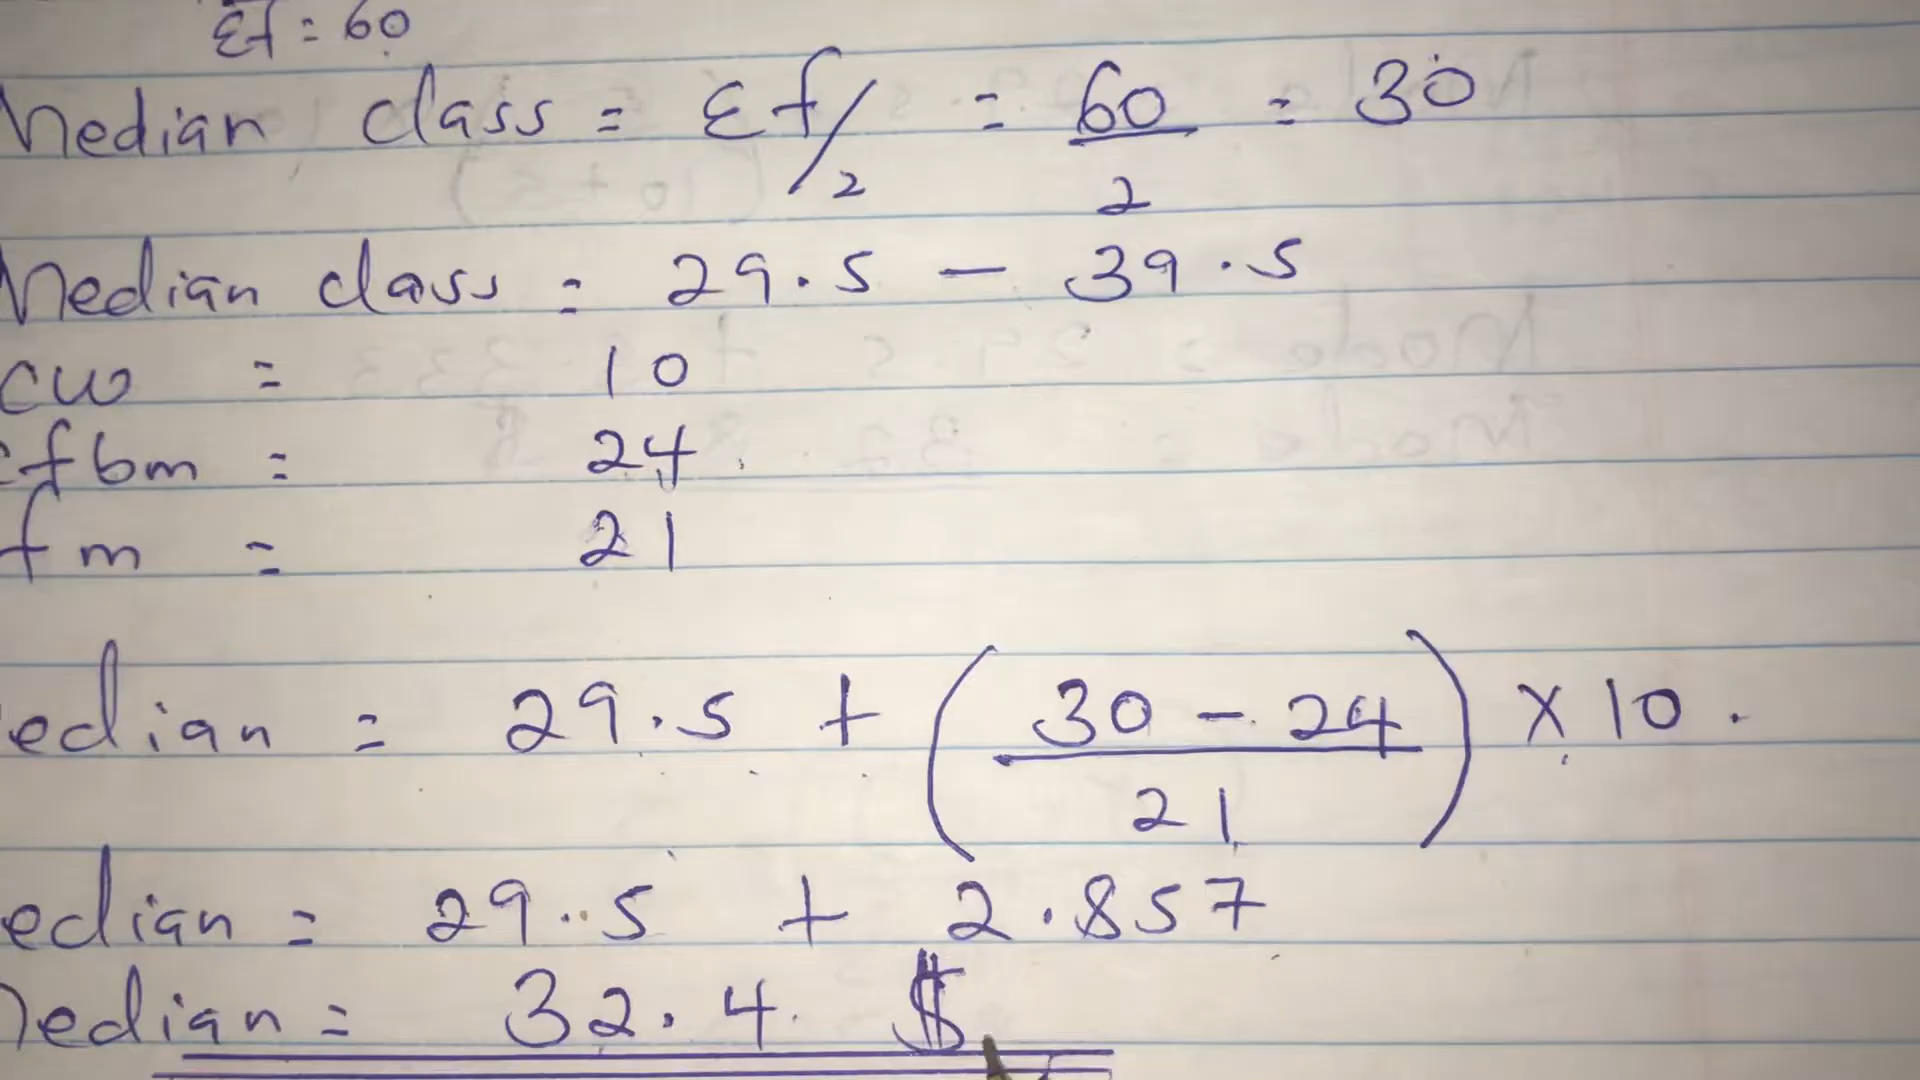 Σf = 60
Median class = Σf/2 = 60/2 = 30
Median class = 29.5 - 39.5
cw = 10
cfbm = 24
fm = 21
edian = 29.5 + (30 - 24 / 21) x 10.
edian = 29.5 + 2.857
Median = 32.4 $